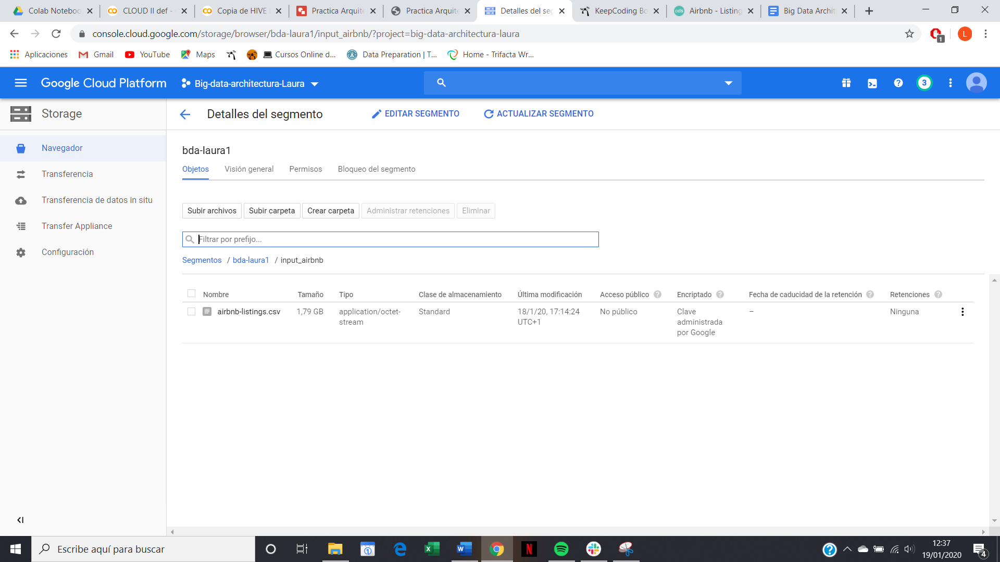 Colab Noteboo
CLOUD II def -
Copia de HIVE
Practica Arquite
Practica Arquite
Detalles del seg
KeepCoding Bo
Airbnb - Listing
Big Data Archit
console.cloud.google.com/storage/browser/bda-laura1/input_airbnb/?project=big-data-architectura-laura
1
L
Aplicaciones
Gmail
YouTube
Maps
Cursos Online d...
Data Preparation | T...
Home - Trifacta Wr...
Google Cloud Platform
Big-data-architectura-Laura
3
Storage
Detalles del segmento
EDITAR SEGMENTO
ACTUALIZAR SEGMENTO
Navegador
Transferencia
Transferencia de datos in situ
Transfer Appliance
Configuración
bda-laura1
Objetos
Visión general
Permisos
Bloqueo del segmento
Subir archivos
Subir carpeta
Crear carpeta
Administrar retenciones
Eliminar
Filtrar por prefijo...
Segmentos / bda-laura1 / input_airbnb
Nombre Tamaño Tipo Clase de almacenamiento Última modificación Acceso público Encriptado Fecha de caducidad de la retención Retenciones
airbnb-listings.csv 1,79 GB application/octet- Standard 18/1/20, 17:14:24 No público Clave – Ninguna
stream UTC+1 administrada
por Google
Escribe aquí para buscar
12:37
19/01/2020
4